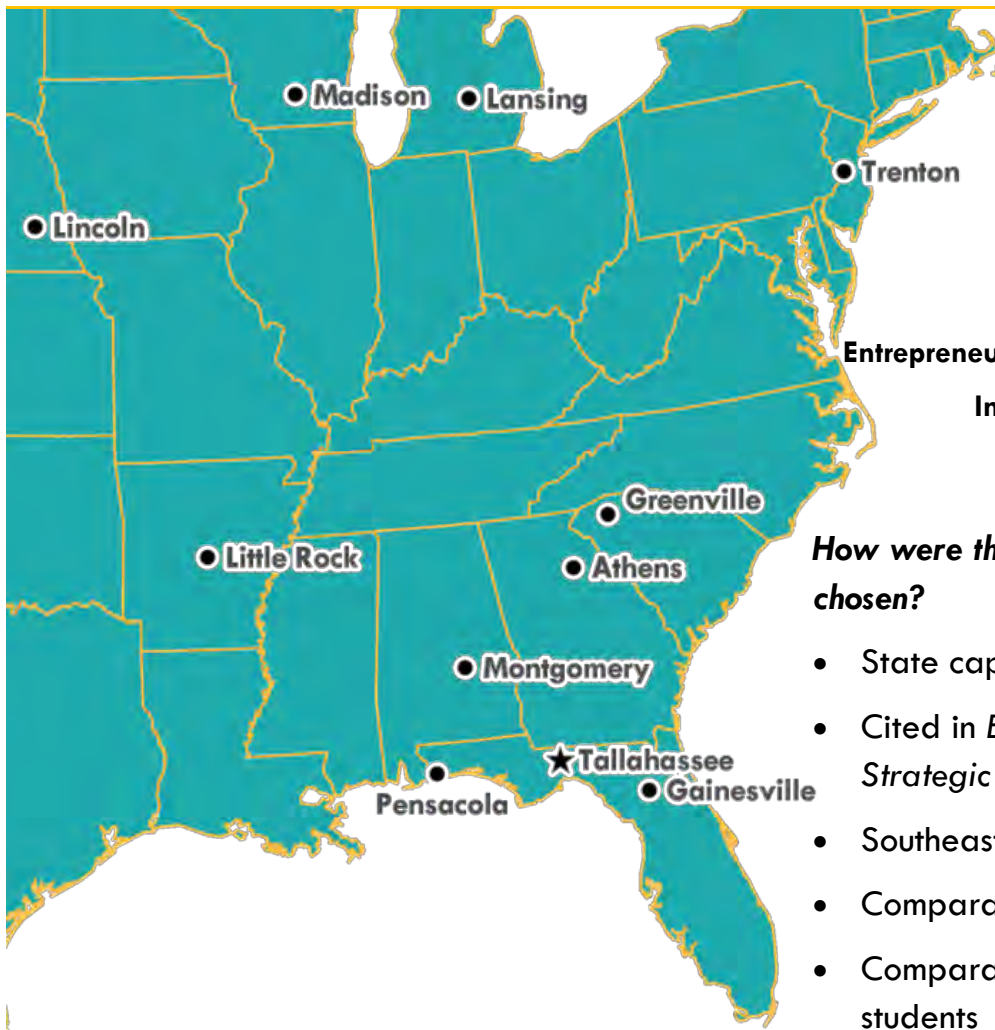 Madison
Lansing
Trenton
Lincoln
Entrepreneu
In
Greenville
Little Rock
Athens
How were th
chosen?
• State cap
Montgomery
• Cited in
Strategic
Tallahassee
Gainesville
Pensacola
• Southeast
• Compara
• Compara
students